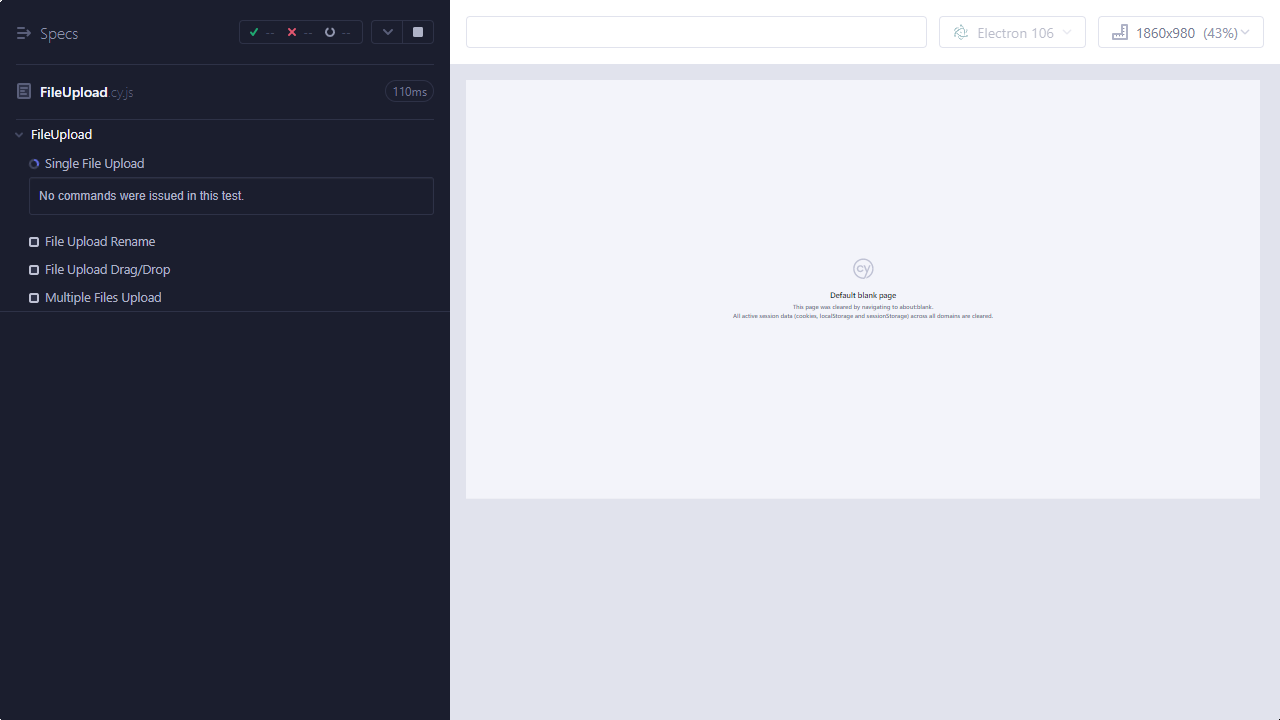 Specs
--
--
--
Electron 106
1860x980 (43%)
FileUpload.cy.js
110ms
FileUpload
Single File Upload
No commands were issued in this test.
File Upload Rename
File Upload Drag/Drop
Multiple Files Upload
cy
Default blank page
This page was cleared by navigating to about:blank.
All active session data (cookies, localStorage and sessionStorage) across all domains are cleared.